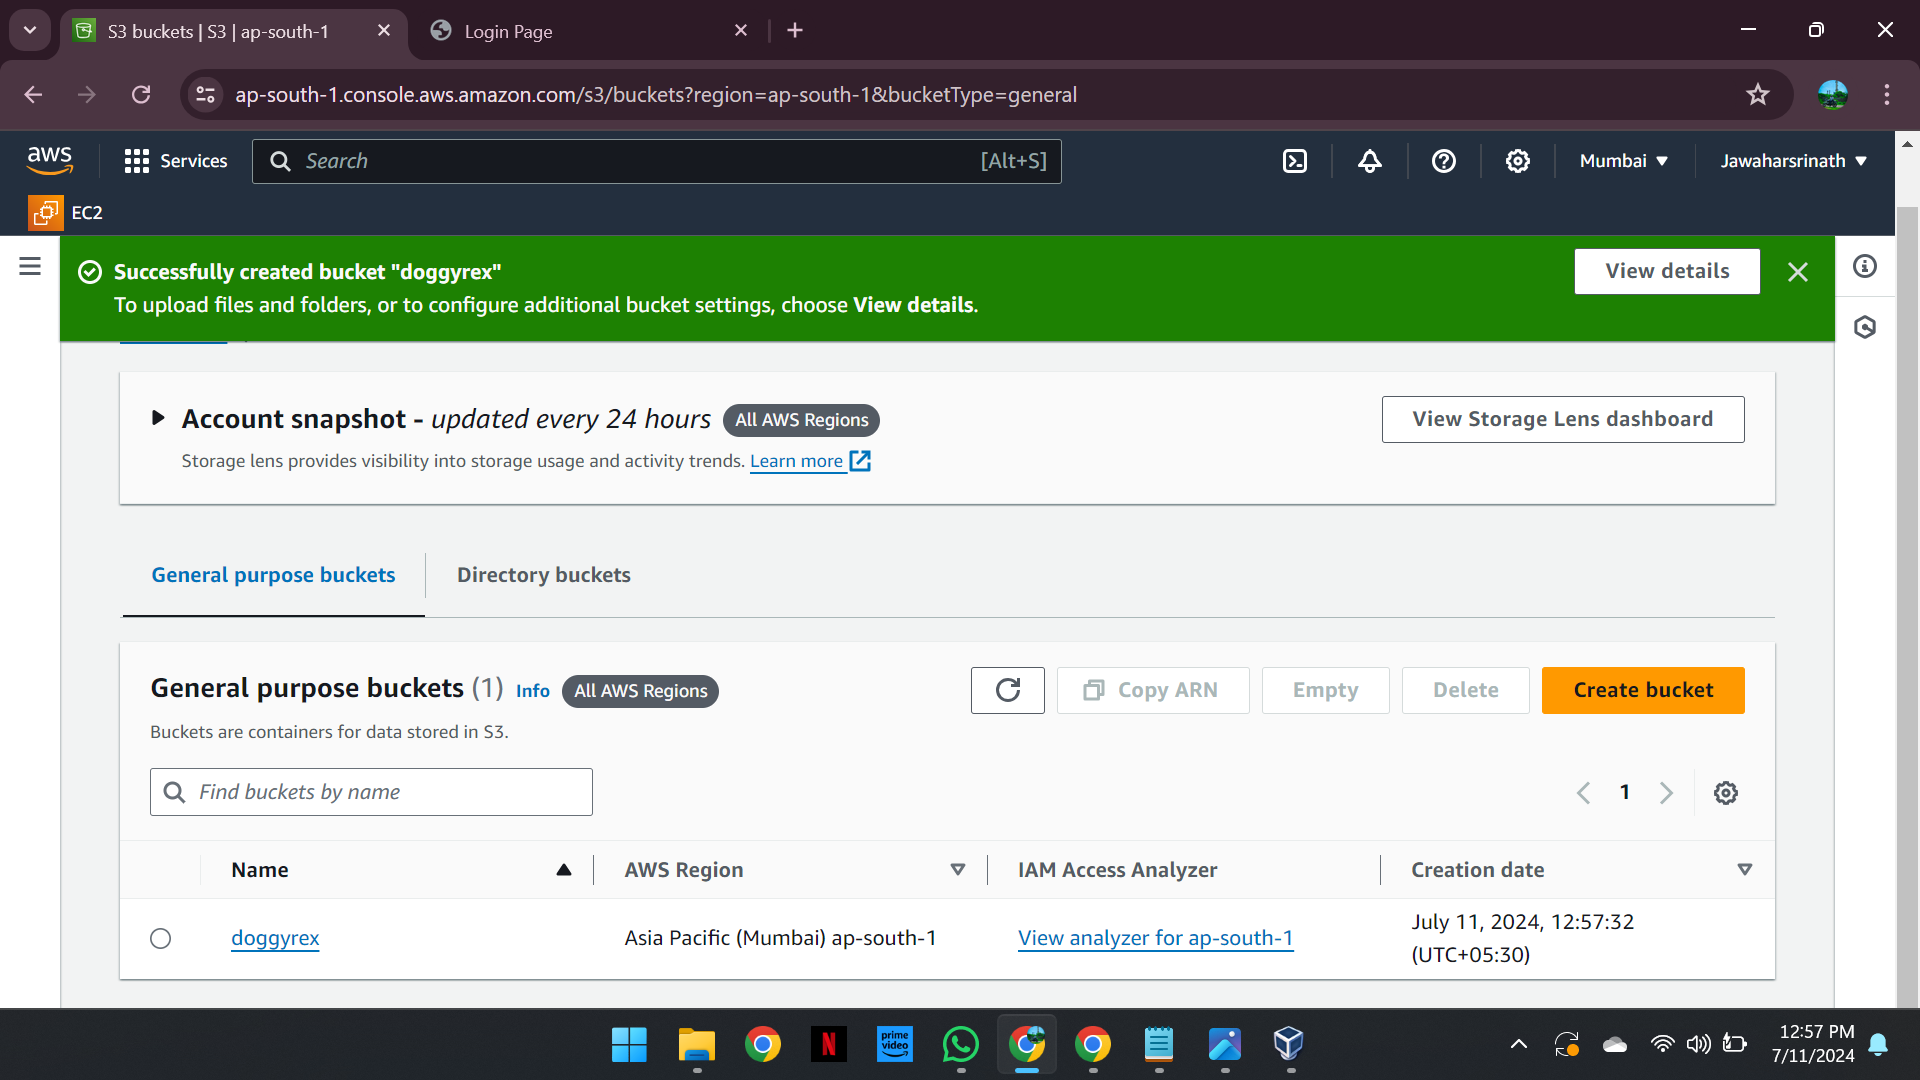 S3 buckets | S3 | ap-south-1
Login Page
ap-south-1.console.aws.amazon.com/s3/buckets?region=ap-south-1&bucketType=general
aws
Services
Search
[Alt+S]
Mumbai
Jawaharsrinath
EC2
Successfully created bucket "doggyrex"
To upload files and folders, or to configure additional bucket settings, choose View details.
View details
Account snapshot - updated every 24 hours
All AWS Regions
View Storage Lens dashboard
Storage lens provides visibility into storage usage and activity trends. Learn more
General purpose buckets
Directory buckets
General purpose buckets (1) Info
All AWS Regions
Copy ARN
Empty
Delete
Create bucket
Buckets are containers for data stored in S3.
Find buckets by name
1
Name
AWS Region
IAM Access Analyzer
Creation date
doggyrex
Asia Pacific (Mumbai) ap-south-1
View analyzer for ap-south-1
July 11, 2024, 12:57:32
(UTC+05:30)
N
prime
video
12:57 PM
7/11/2024